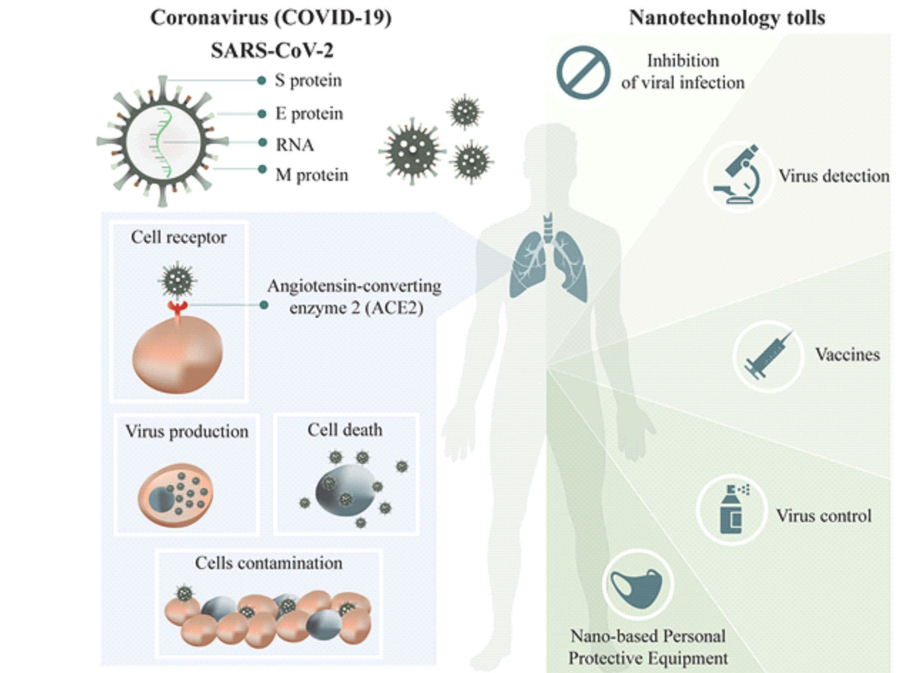 Coronavirus (COVID-19)
SARS-CoV-2
S protein
E protein
RNA
M protein
Cell receptor
Angiotensin-converting
enzyme 2 (ACE2)
Virus production
Cell death
Cells contamination
Nanotechnology tolls
Inhibition
of viral infection
Virus detection
Vaccines
Virus control
Nano-based Personal
Protective Equipment